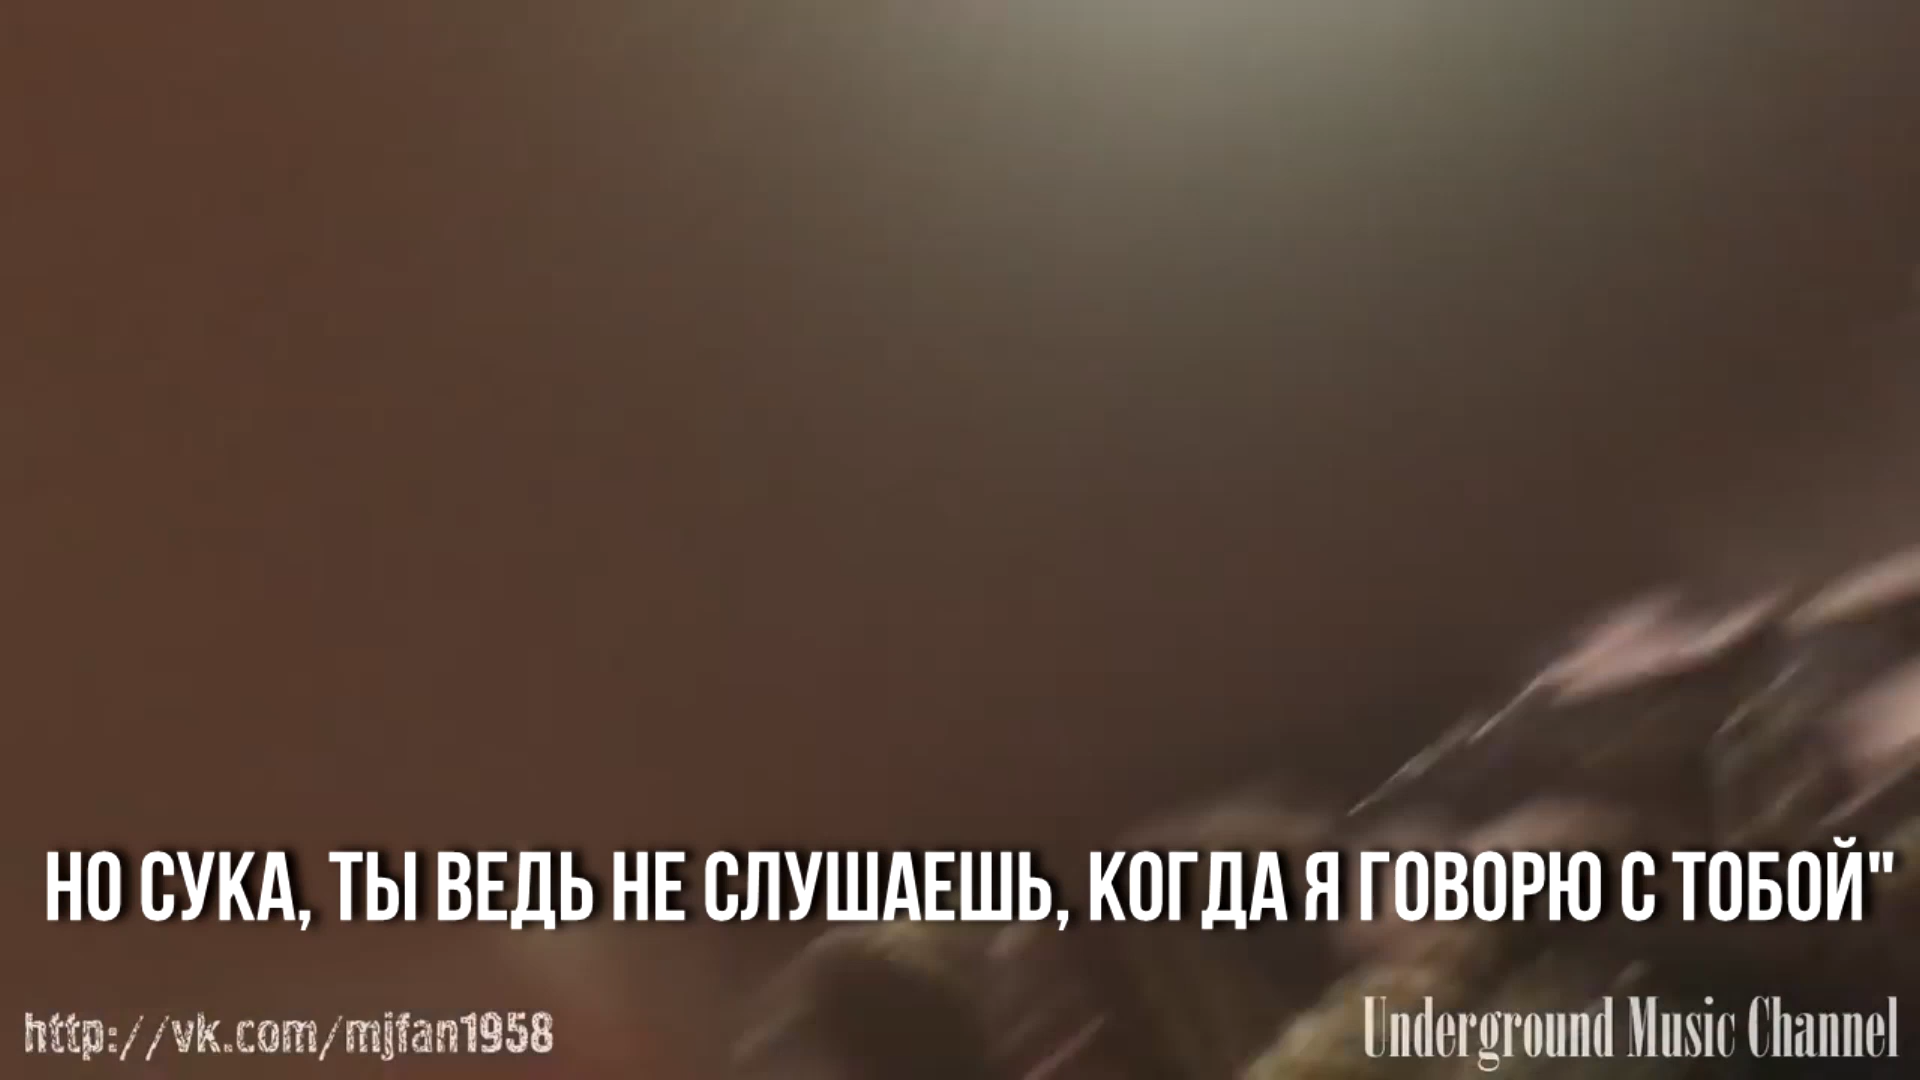 НО СУКА, ТЫ ВЕДЬ НЕ СЛУШАЕШЬ, КОГДА Я ГОВОРЮ С ТОБОЙ"
http://vk.com/mjfan1958
Underground Music Channel